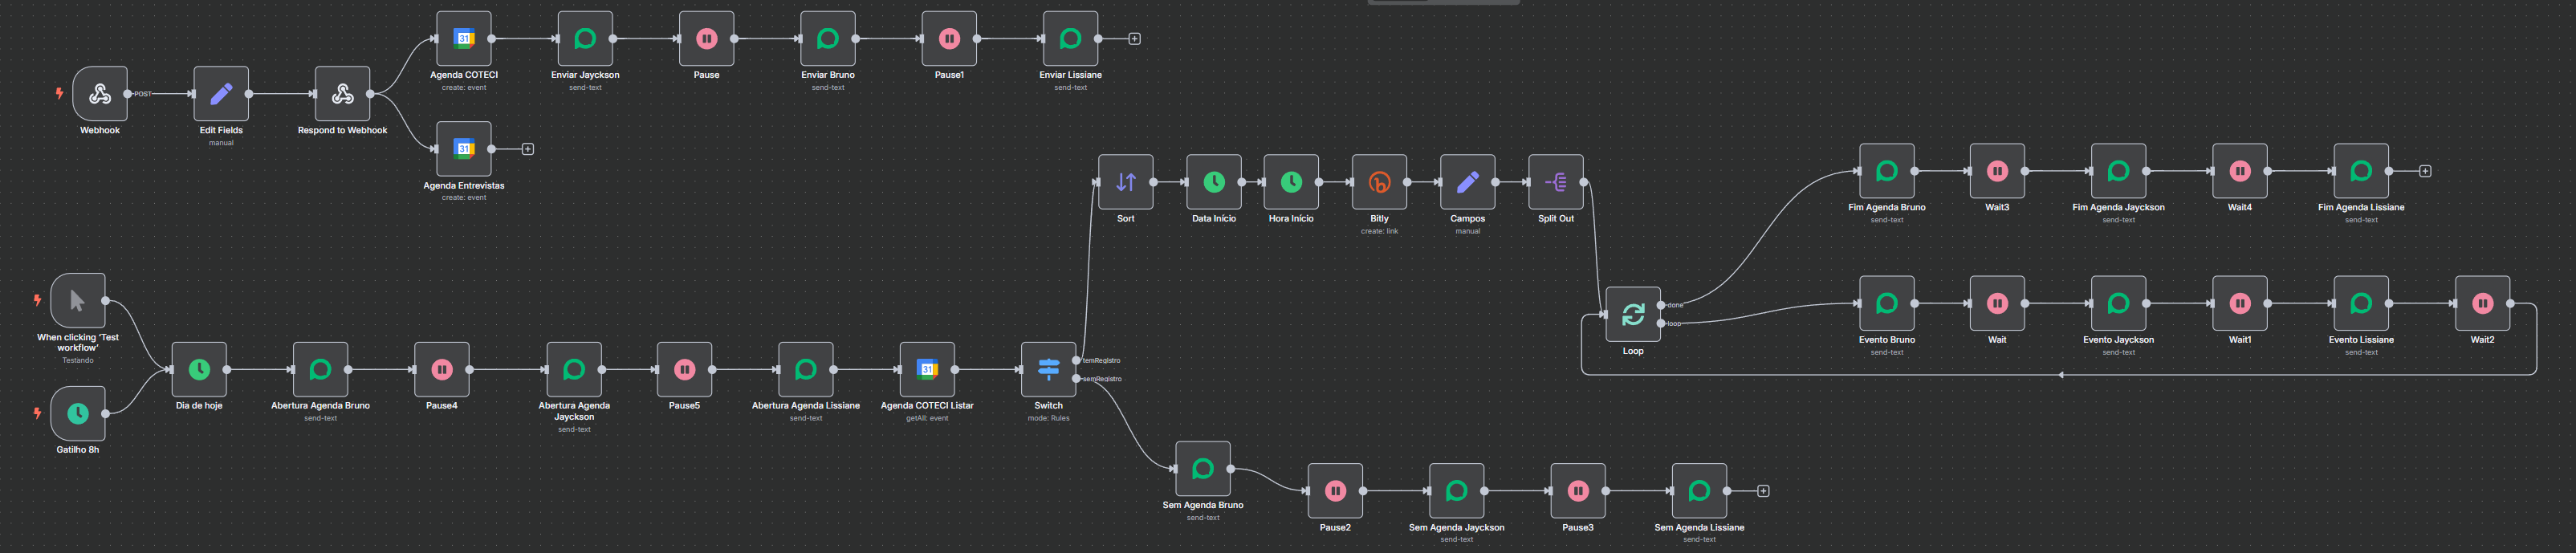 31
Agenda COTECI
create: event
Enviar Jayckson
send-text
Pause
Enviar Bruno
send-text
Pause1
Enviar Lissiane
send-text
POST
Webhook
Edit Fields
manual
Respond to Webhook
31
Agenda Entrevistas
create: event
Sort
Data Início
Hora Início
Bitly
create: link
Campos
manual
Split Out
Fim Agenda Bruno
send-text
Wait3
Fim Agenda Jayckson
send-text
Wait4
Fim Agenda Lissiane
send-text
When clicking 'Test
workflow'
Testando
Gatilho 8h
Dia de hoje
Abertura Agenda Bruno
send-text
Pause4
Abertura Agenda
Jayckson
send-text
Pause5
Abertura Agenda Lissiane
send-text
31
Agenda COTECI Listar
getAll: event
Switch
mode: Rules
temRegistro
semRegistro
Loop
done
loop
Evento Bruno
send-text
Wait
Evento Jayckson
send-text
Wait1
Evento Lissiane
send-text
Wait2
Sem Agenda Bruno
send-text
Pause2
Sem Agenda Jayckson
send-text
Pause3
Sem Agenda Lissiane
send-text